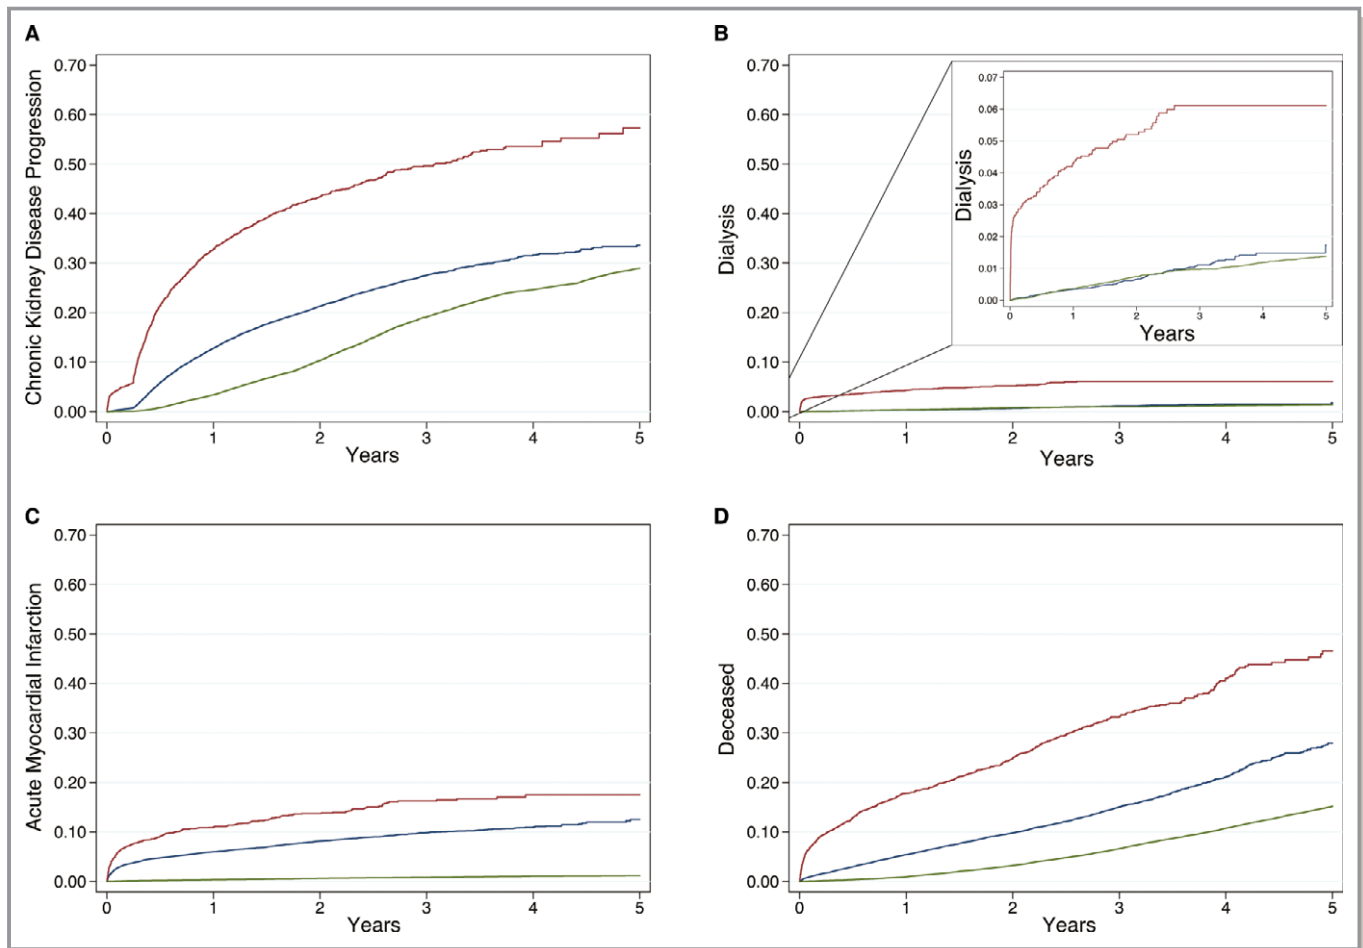 A
Chronic Kidney Disease Progression
0.70
0.60
0.50
0.40
0.30
0.20
0.10
0.00
0 1 2 3 4 5
Years
B
Dialysis
0.70
0.60
0.50
0.40
0.30
0.20
0.10
0.00
0 1 2 3 4 5
Years
Dialysis
0.07
0.06
0.05
0.04
0.03
0.02
0.01
0.00
0 1 2 3 4 5
Years
C
Acute Myocardial Infarction
0.70
0.60
0.50
0.40
0.30
0.20
0.10
0.00
0 1 2 3 4 5
Years
D
Deceased
0.70
0.60
0.50
0.40
0.30
0.20
0.10
0.00
0 1 2 3 4 5
Years